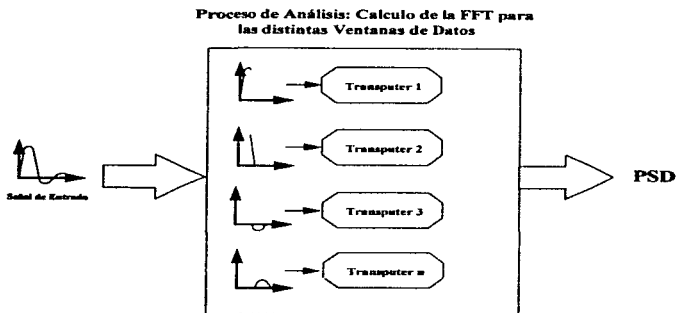 Proceso de Análisis: Calculo de la FFT para
las distintas Ventanas de Datos
Transputer 1
Transputer 2
Señal de Entrada
PSD
Transputer 3
Transputer n